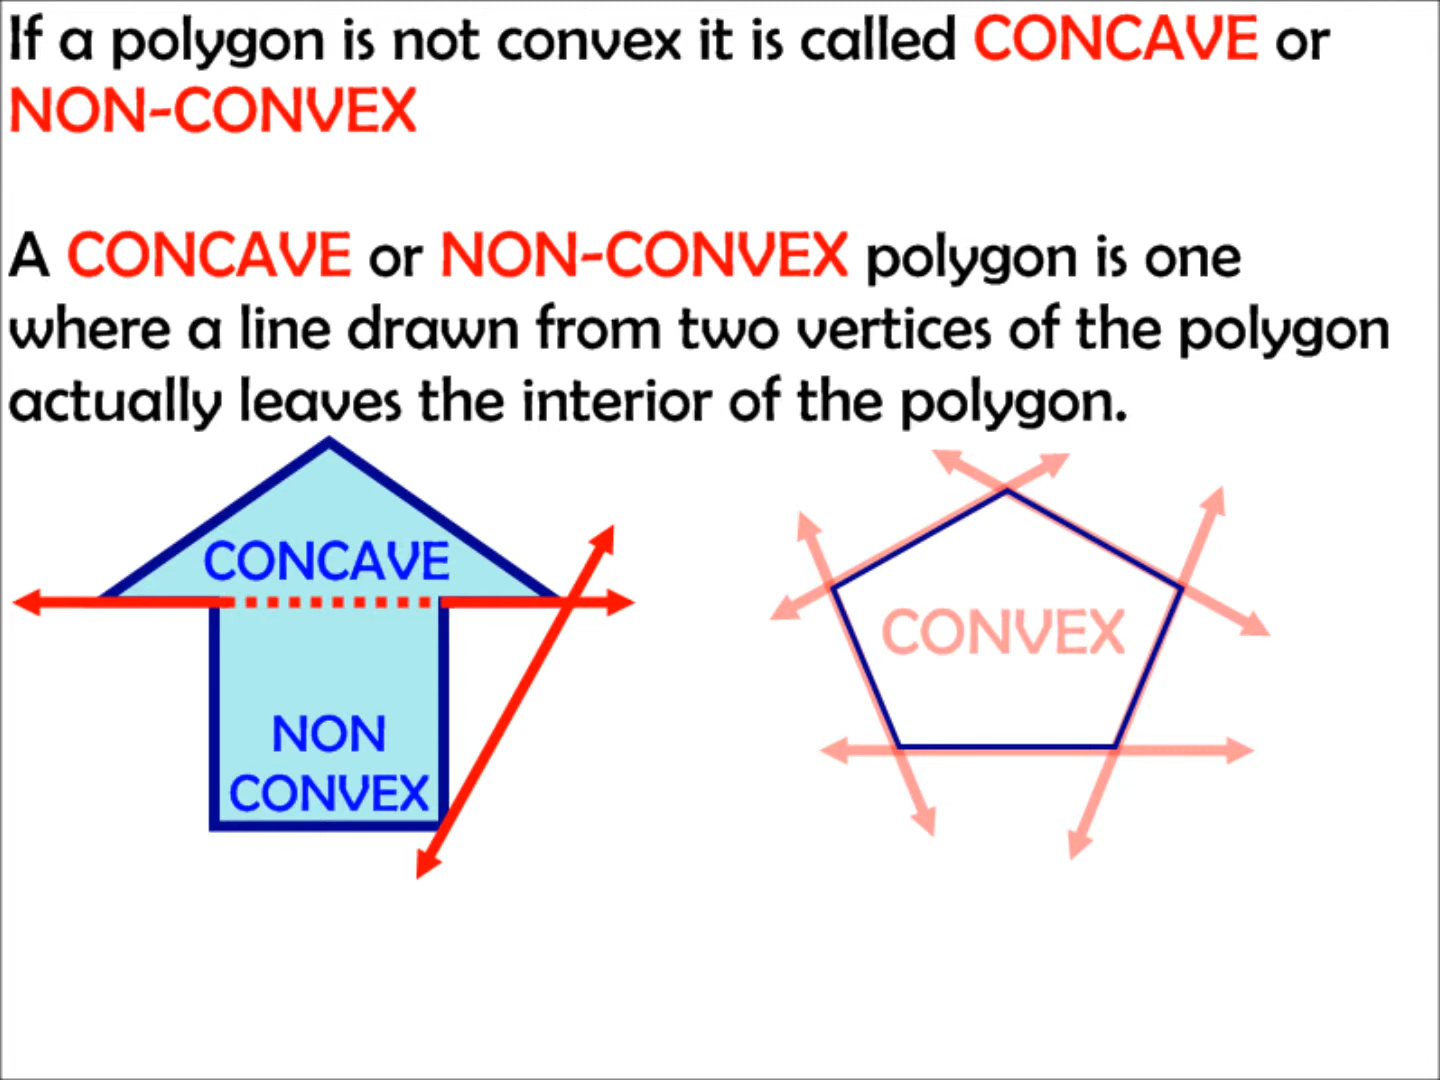 If a polygon is not convex it is called CONCAVE or
NON-CONVEX
A CONCAVE or NON-CONVEX polygon is one
where a line drawn from two vertices of the polygon
actually leaves the interior of the polygon.
CONCAVE
NON
CONVEX
CONVEX